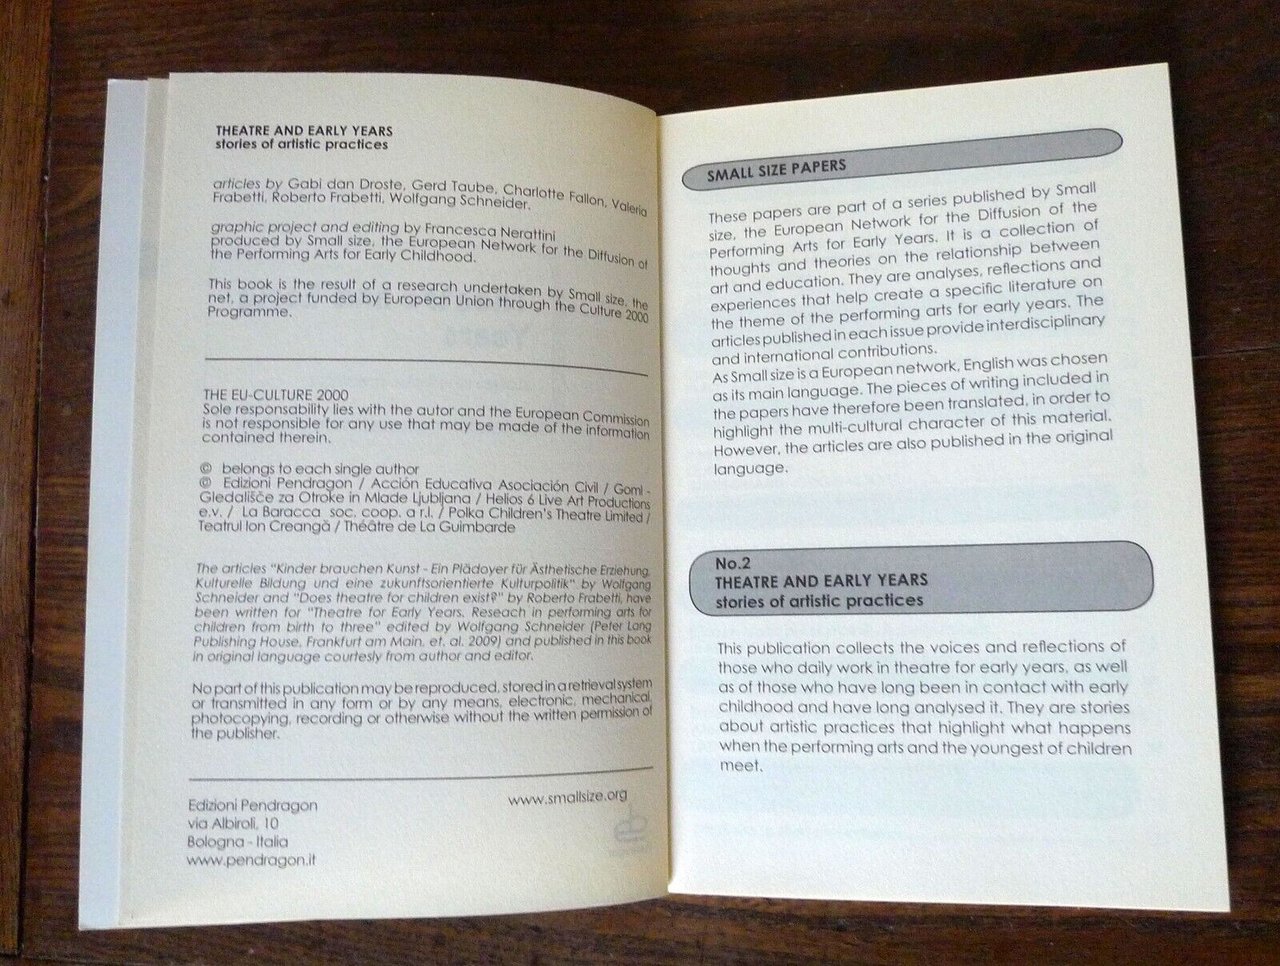 THEATRE AND EARLY YEARS
stories of artistic practices
articles by Gabi dan Droste, Gerd Taube, Charlotte Fallon, Valeria
Frabetti, Roberto Frabetti, Wolfgang Schneider.
graphic project and editing by Francesca Nerattini
produced by Small size, the European Network for the Diffusion of
the Performing Arts for Early Childhood.
This book is the result of a research undertaken by Small size, the
net, a project funded by European Union through the Culture 2000
Programme.
THE EU-CULTURE 2000
Sole responsability lies with the autor and the European Commission
is not responsible for any use that may be made of the information
contained therein.
© belongs to each single author
© Edizioni Pendragon / Acción Educativa Asociación Civil / Goml -
Gledališče za Otroke in Mlade Ljubljana / Helios 6 Live Art Productions
e.v. / La Baracca soc. coop. a r.l. / Polka Children's Theatre Limited /
Teatrul Ion Creangă / Théâtre de La Guimbarde
The articles "Kinder brauchen Kunst - Ein Plädoyer für Ästhetische Erziehung,
Kulturelle Bildung und eine zukunftsorientierte Kulturpolitik" by Wolfgang
Schneider and "Does theatre for children exist?" by Roberto Frabetti, have
been written for "Theatre for Early Years. Reseach in performing arts for
children from birth to three" edited by Wolfgang Schneider (Peter Lang
Publishing House, Frankfurt am Main, et. al. 2009) and published in this book
in original language courtesly from author and editor.
No part of this publication may be reproduced, stored in a retrieval system
or transmitted in any form or by any means, electronic, mechanical,
photocopying, recording or otherwise without the written permission of
the publisher.
Edizioni Pendragon
via Albiroli, 10
Bologna - Italia
www.pendragon.it
www.smallsize.org
SMALL SIZE PAPERS
These papers are part of a series published by Small
size, the European Network for the Diffusion of the
Performing Arts for Early Years. It is a collection of
thoughts and theories on the relationship between
art and education. They are analyses, reflections and
experiences that help create a specific literature on
the theme of the performing arts for early years. The
articles published in each issue provide interdisciplinary
and international contributions.
As Small size is a European network, English was chosen
as its main language. The pieces of writing included in
the papers have therefore been translated, in order to
highlight the multi-cultural character of this material.
However, the articles are also published in the original
language.
No.2
THEATRE AND EARLY YEARS
stories of artistic practices
This publication collects the voices and reflections of
those who daily work in theatre for early years, as well
as of those who have long been in contact with early
childhood and have long analysed it. They are stories
about artistic practices that highlight what happens
when the performing arts and the youngest of children
meet.